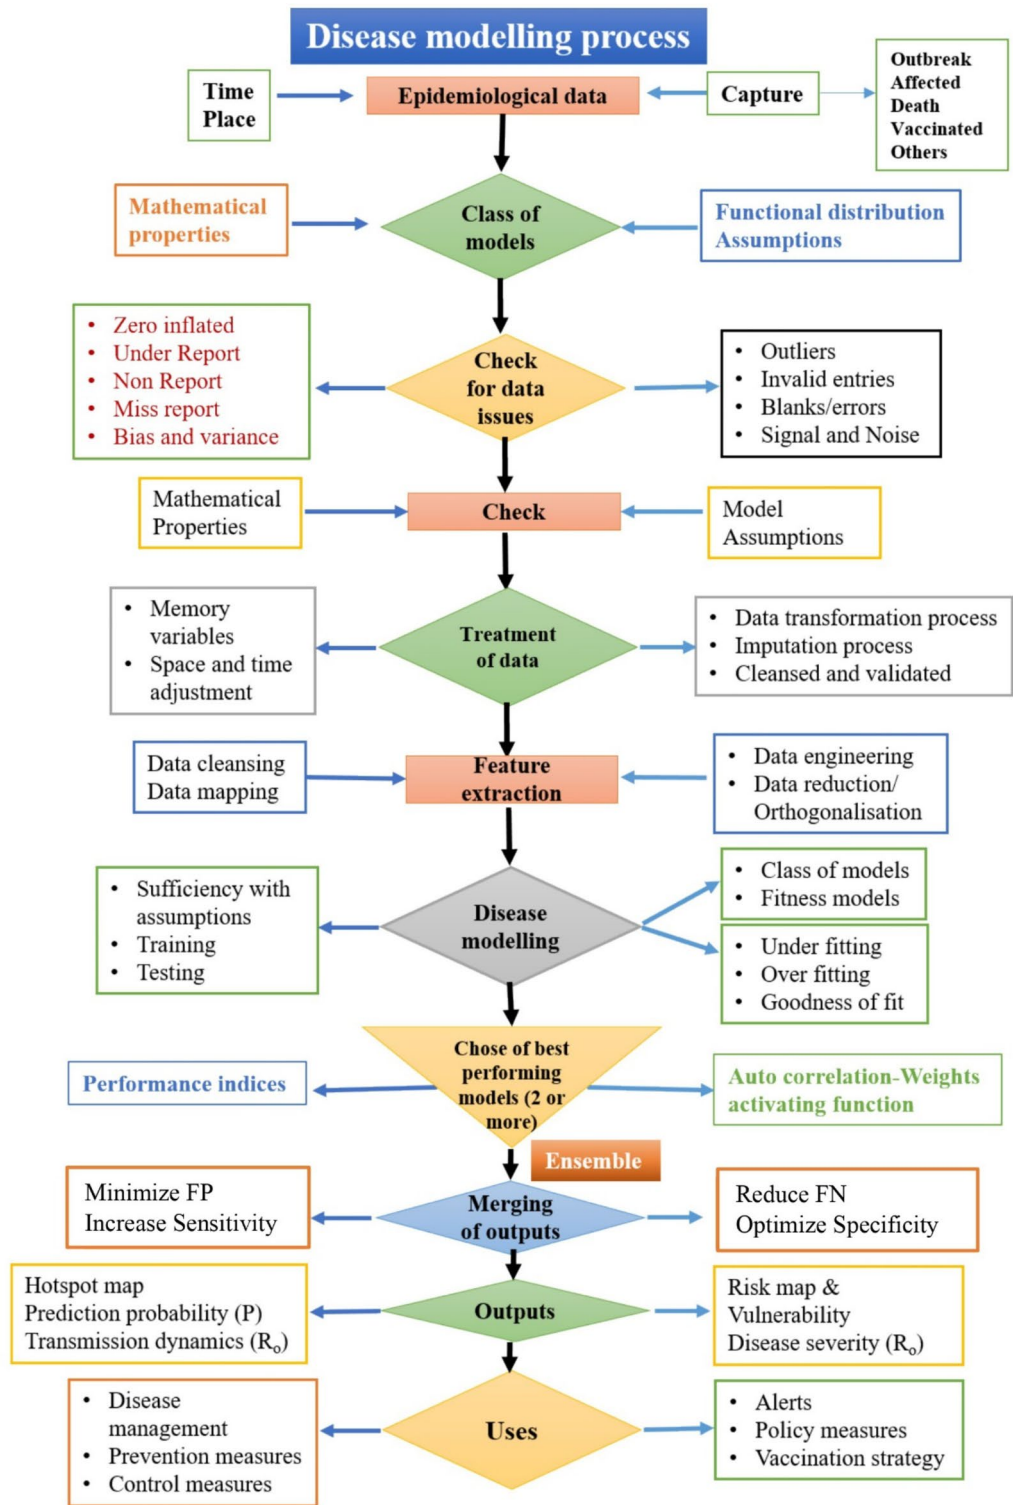 Disease modelling process
Time
Place
Epidemiological data
Capture
Outbreak
Affected
Death
Vaccinated
Others
Mathematical
properties
Class of
models
Functional distribution
Assumptions
• Zero inflated
• Under Report
• Non Report
• Miss report
• Bias and variance
Check
for data
issues
• Outliers
• Invalid entries
• Blanks/errors
• Signal and Noise
Mathematical
Properties
Check
Model
Assumptions
• Memory
variables
• Space and time
adjustment
Treatment
of data
• Data transformation process
• Imputation process
• Cleansed and validated
Data cleansing
Data mapping
Feature
extraction
• Data engineering
• Data reduction/
Orthogonalisation
• Sufficiency with
assumptions
• Training
• Testing
Disease
modelling
• Class of models
• Fitness models
• Under fitting
• Over fitting
• Goodness of fit
Performance indices
Chose of best
performing
models (2 or
more)
Auto correlation-Weights
activating function
Ensemble
Minimize FP
Increase Sensitivity
Merging
of outputs
Reduce FN
Optimize Specificity
Hotspot map
Prediction probability (P)
Transmission dynamics (Rₒ)
Outputs
Risk map &
Vulnerability
Disease severity (Rₒ)
• Disease
management
• Prevention measures
• Control measures
Uses
• Alerts
• Policy measures
• Vaccination strategy